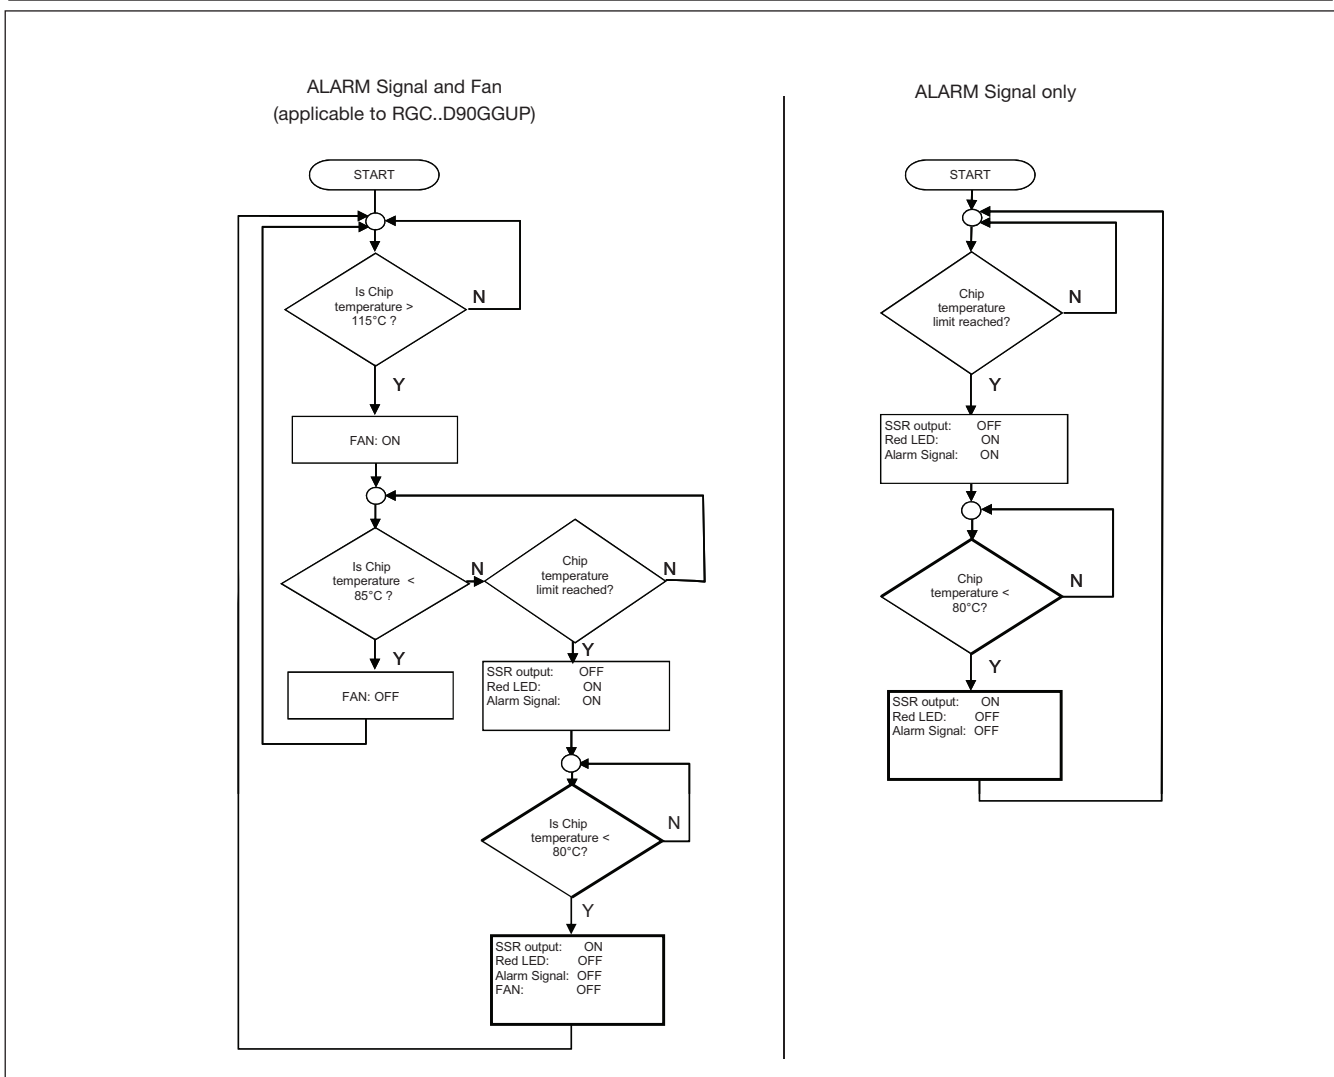 ALARM Signal and Fan
(applicable to RGC..D90GGUP)
START
Is Chip
temperature >
115°C ?
N
Y
FAN: ON
Is Chip
temperature <
85°C ?
N
Chip
temperature
limit reached?
N
Y
FAN: OFF
Y
SSR output: OFF
Red LED: ON
Alarm Signal: ON
Is Chip
temperature <
80°C?
N
Y
SSR output: ON
Red LED: OFF
Alarm Signal: OFF
FAN: OFF
ALARM Signal only
START
Chip
temperature
limit reached?
N
Y
SSR output: OFF
Red LED: ON
Alarm Signal: ON
Chip
temperature <
80°C?
N
Y
SSR output: ON
Red LED: OFF
Alarm Signal: OFF